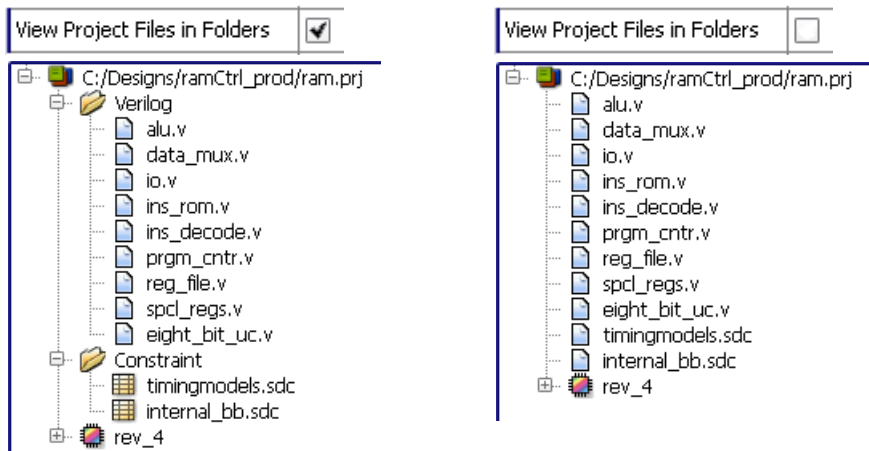 View Project Files in Folders
C:/Designs/ramCtrl_prod/ram.prj
Verilog
alu.v
data_mux.v
io.v
ins_rom.v
ins_decode.v
prgm_cntr.v
reg_file.v
spcl_regs.v
eight_bit_uc.v
Constraint
timingmodels.sdc
internal_bb.sdc
rev_4
View Project Files in Folders
C:/Designs/ramCtrl_prod/ram.prj
alu.v
data_mux.v
io.v
ins_rom.v
ins_decode.v
prgm_cntr.v
reg_file.v
spcl_regs.v
eight_bit_uc.v
timingmodels.sdc
internal_bb.sdc
rev_4